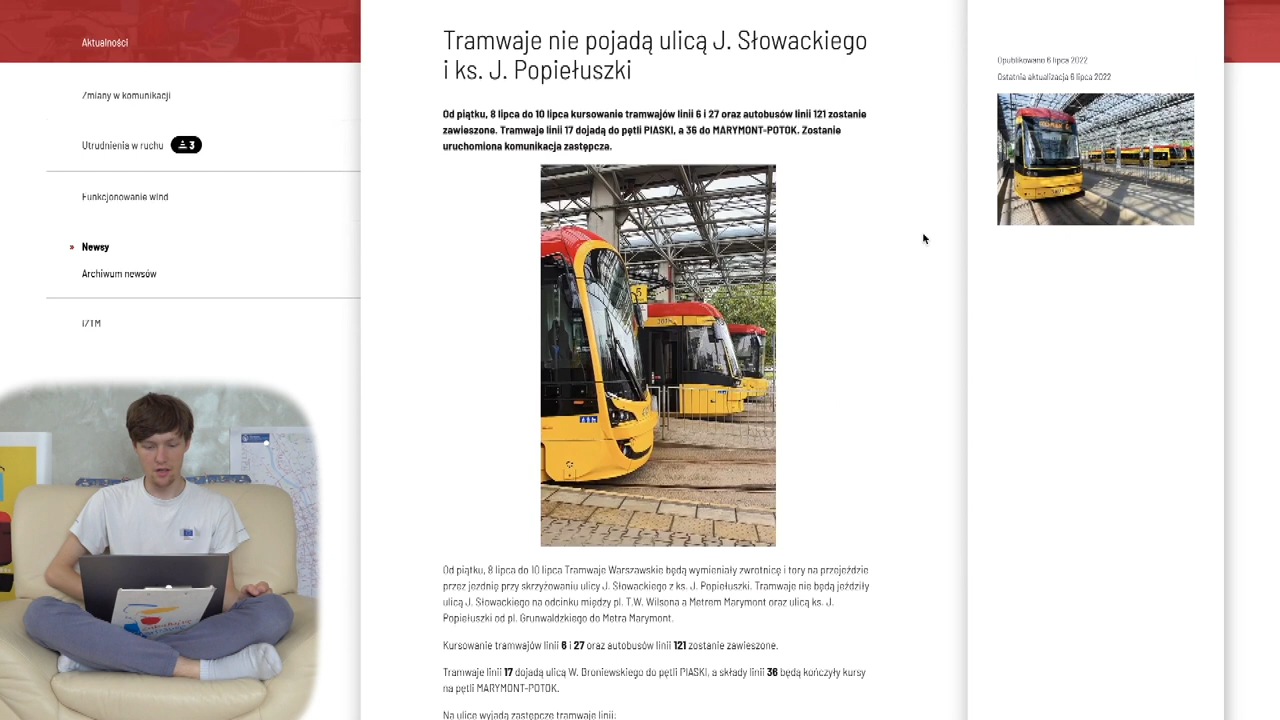 Aktualności
Zmiany w komunikacji
Utrudnienia w ruchu 3
Funkcjonowanie wind
» Newsy
Archiwum newsów
WTM
Tramwaje nie pojadą ulicą J. Słowackiego
i ks. J. Popiełuszki
Od piątku, 8 lipca do 10 lipca kursowanie tramwajów linii 6 i 27 oraz autobusów linii 121 zostanie
zawieszone. Tramwaje linii 17 dojadą do pętli PIASKI, a 36 do MARYMONT-POTOK. Zostanie
uruchomiona komunikacja zastępcza.
5
Od piątku, 8 lipca do 10 lipca Tramwaje Warszawskie będą wymieniały zwrotnice i tory na przejeździe
przez jezdnię przy skrzyżowaniu ulicy J. Słowackiego z ks. J. Popiełuszki. Tramwaje nie będą jeździły
ulicą J. Słowackiego na odcinku między pl. T.W. Wilsona a Metrem Marymont oraz ulicą ks. J.
Popiełuszki od pl. Grunwaldzkiego do Metra Marymont.
Kursowanie tramwajów linii 6 i 27 oraz autobusów linii 121 zostanie zawieszone.
Tramwaje linii 17 dojadą ulicą W. Broniewskiego do pętli PIASKI, a składy linii 36 będą kończyły kursy
na pętli MARYMONT-POTOK.
Na ulice wyjadą zastępcze tramwaje linii:
Opublikowano 6 lipca 2022
Ostatnia aktualizacja 6 lipca 2022